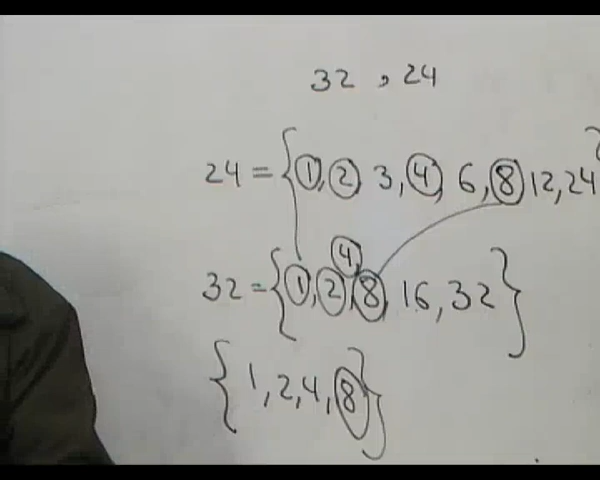 32 , 24
24 = {1, 2, 3, 4, 6, 8, 12, 24}
32 = {1, 2, 4, 8, 16, 32}
{1, 2, 4, 8}